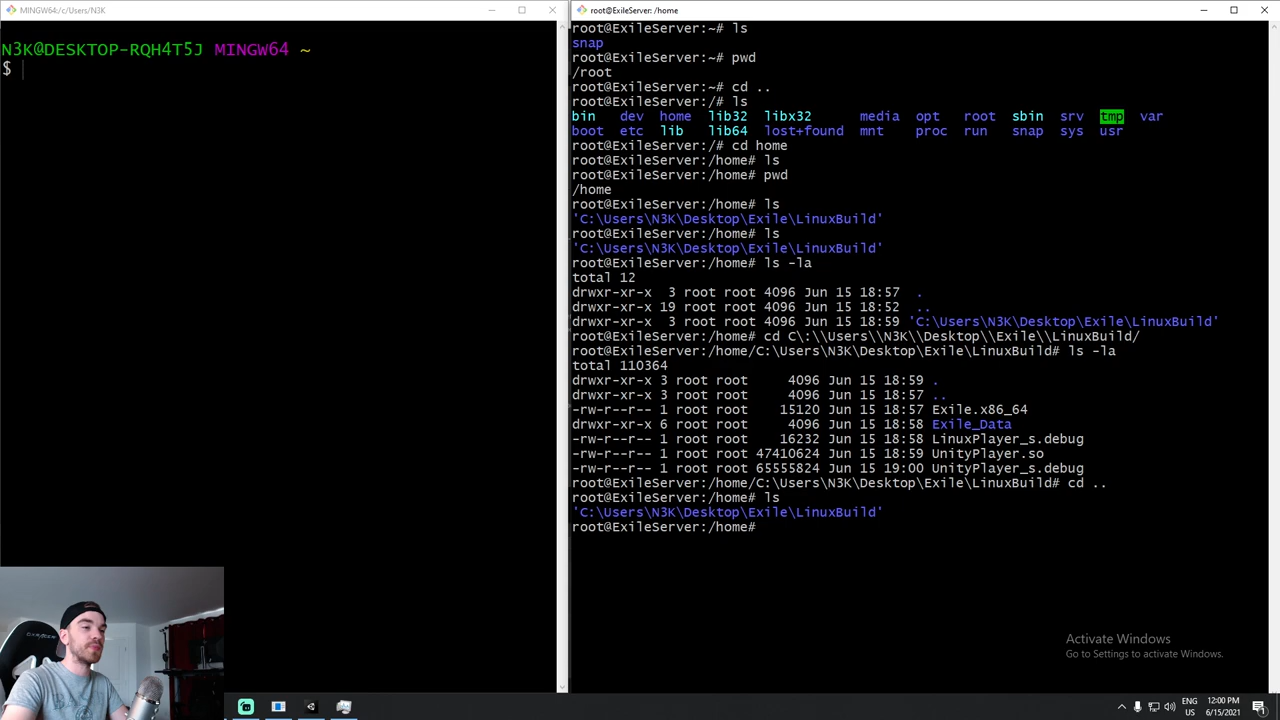 MINGW64:/c/Users/N3K
N3K@DESKTOP-RQH4T5J MINGW64 ~
$
root@ExileServer: /home
root@ExileServer:~# ls
snap
root@ExileServer:~# pwd
/root
root@ExileServer:~# cd ..
root@ExileServer:/# ls
bin dev home lib32 libx32 media opt root sbin srv tmp var
boot etc lib lib64 lost+found mnt proc run snap sys usr
root@ExileServer:/# cd home
root@ExileServer:/home# ls
root@ExileServer:/home# pwd
/home
root@ExileServer:/home# ls
'C:\Users\N3K\Desktop\Exile\LinuxBuild'
root@ExileServer:/home# ls
'C:\Users\N3K\Desktop\Exile\LinuxBuild'
root@ExileServer:/home# ls -la
total 12
drwxr-xr-x 3 root root 4096 Jun 15 18:57 .
drwxr-xr-x 19 root root 4096 Jun 15 18:52 ..
drwxr-xr-x 3 root root 4096 Jun 15 18:59 'C:\Users\N3K\Desktop\Exile\LinuxBuild'
root@ExileServer:/home# cd C\:\\Users\\N3K\\Desktop\\Exile\\LinuxBuild/
root@ExileServer:/home/C:\Users\N3K\Desktop\Exile\LinuxBuild# ls -la
total 110364
drwxr-xr-x 3 root root 4096 Jun 15 18:59 .
drwxr-xr-x 3 root root 4096 Jun 15 18:57 ..
-rw-r--r-- 1 root root 15120 Jun 15 18:57 Exile.x86_64
drwxr-xr-x 6 root root 4096 Jun 15 18:58 Exile_Data
-rw-r--r-- 1 root root 16232 Jun 15 18:58 LinuxPlayer_s.debug
-rw-r--r-- 1 root root 47410624 Jun 15 18:59 UnityPlayer.so
-rw-r--r-- 1 root root 65555824 Jun 15 19:00 UnityPlayer_s.debug
root@ExileServer:/home/C:\Users\N3K\Desktop\Exile\LinuxBuild# cd ..
root@ExileServer:/home# ls
'C:\Users\N3K\Desktop\Exile\LinuxBuild'
root@ExileServer:/home#
Activate Windows
Go to Settings to activate Windows.
ENG 12:00 PM
US 6/15/2021
1